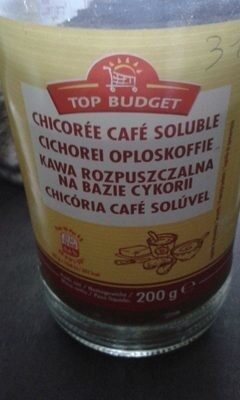 TOP BUDGET
CHICORÉE CAFÉ SOLUBLE
CICHOREI OPLOSKOFFIE
KAWA ROZPUSZCZALNA
NA BAZIE CYKORII
CHICÓRIA CAFÉ SOLÚVEL
200 g e